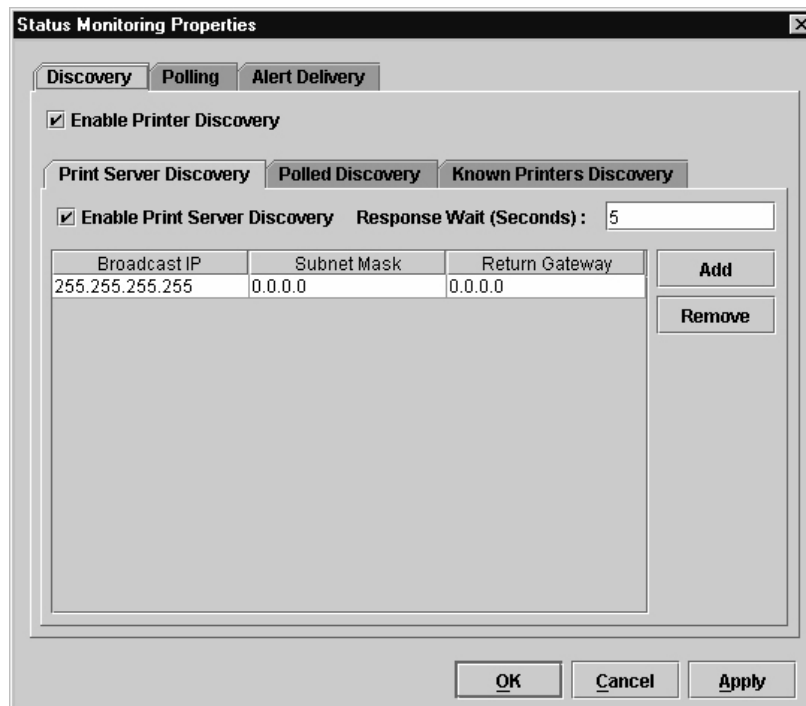 Status Monitoring Properties
Discovery Polling Alert Delivery
Enable Printer Discovery
Print Server Discovery Polled Discovery Known Printers Discovery
Enable Print Server Discovery Response Wait (Seconds) : 5
Broadcast IP Subnet Mask Return Gateway
255.255.255.255 0.0.0.0 0.0.0.0
Add
Remove
OK Cancel Apply